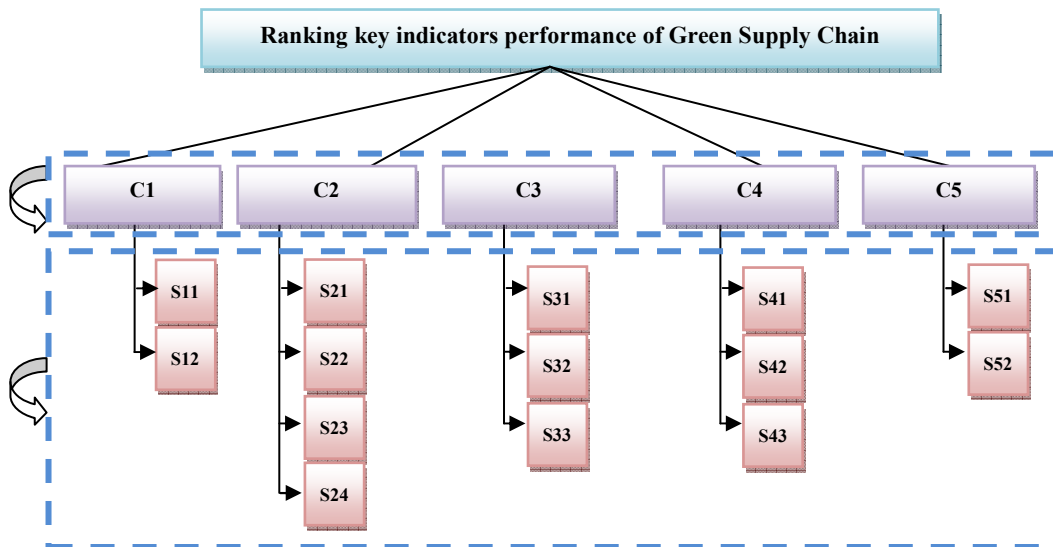 Ranking key indicators performance of Green Supply Chain
C1 C2 C3 C4 C5
S11 S21 S31 S41 S51
S12 S22 S32 S42 S52
S23 S33 S43
S24